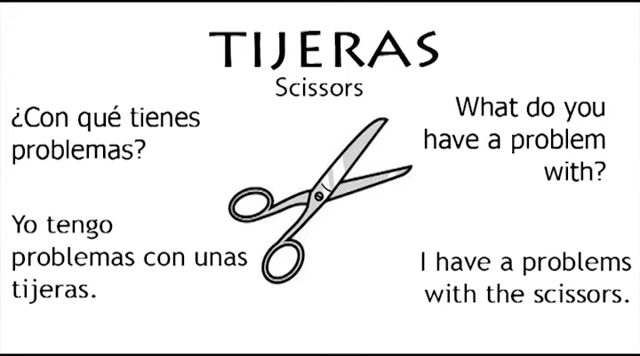 TIJERAS
Scissors
¿Con qué tienes
problemas?
What do you
have a problem
with?
Yo tengo
problemas con unas
tijeras.
I have a problems
with the scissors.